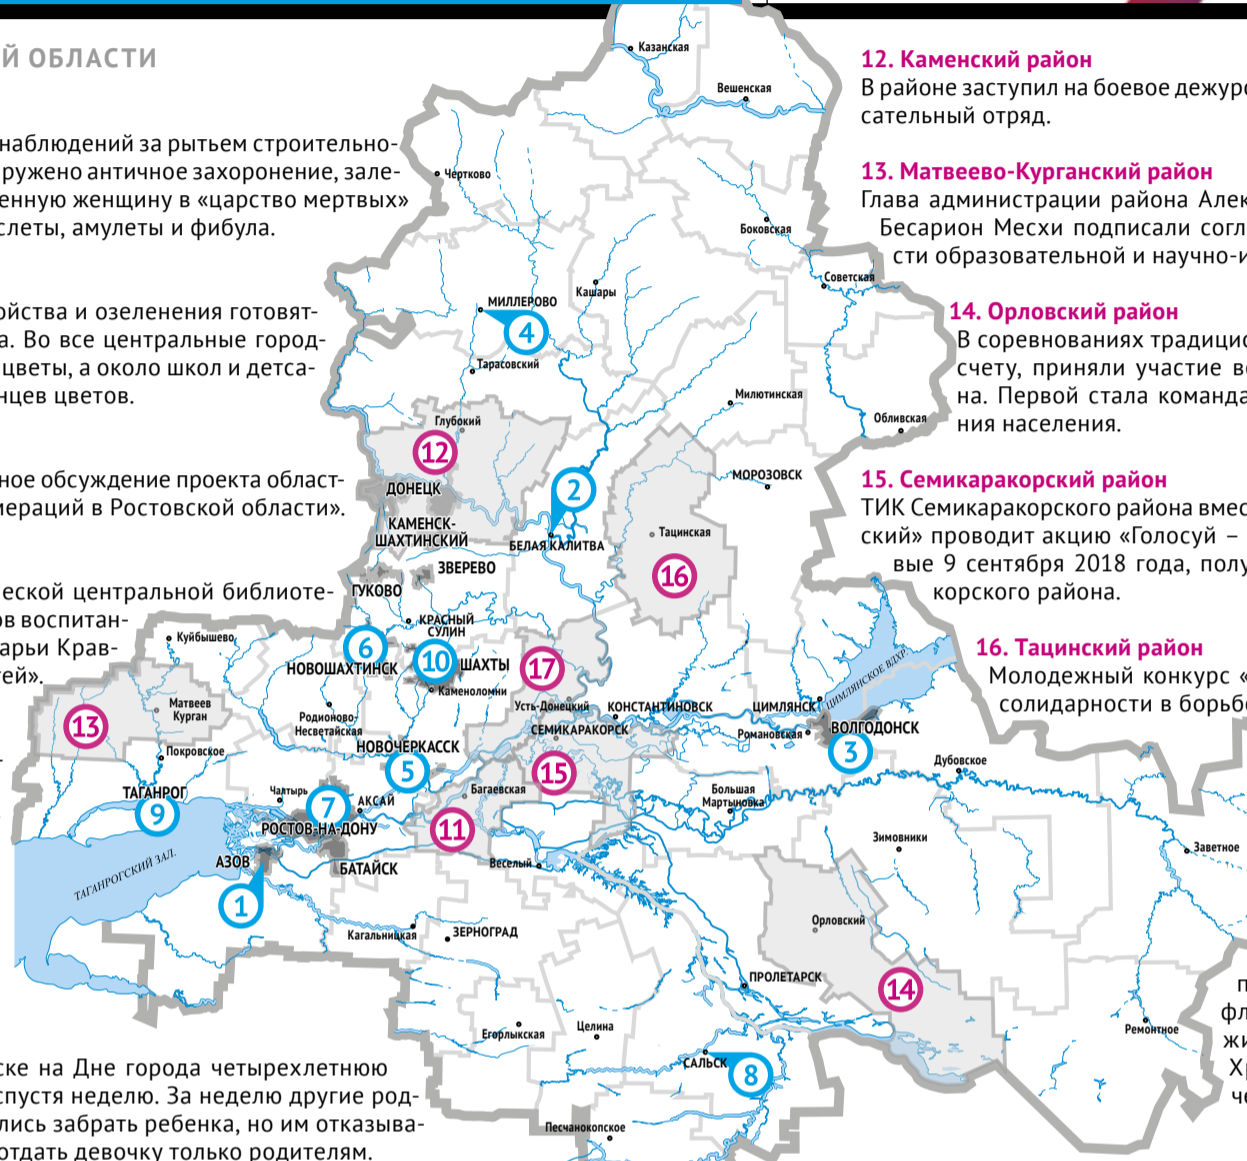 Й ОБЛАСТИ
наблюдений за рытьем строительно-
ружено античное захоронение, зале-
енную женщину в «царство мертвых»
слеты, амулеты и фибула.
ойства и озеленения готовят-
а. Во все центральные город-
цветы, а около школ и детса-
нцев цветов.
ное обсуждение проекта област-
мераций в Ростовской области».
еской центральной библиоте-
ов воспитан-
арьи Крав-
тей».
ске на Дне города четырехлетнюю
спустя неделю. За неделю другие род-
лись забрать ребенка, но им отказыва-
отдать девочку только родителям.
Казанская
Вешенская
Чертково
Боковская
Советская
Кашары
МИЛЛЕРОВО
4
Тарасовский
Милютинская
Обливская
Глубокий
12
ДОНЕЦК
2
МОРОЗОВСК
КАМЕНСК-
ШАХТИНСКИЙ
БЕЛАЯ КАЛИТВА
Тацинская
16
ЗВЕРЕВО
ГУКОВО
КРАСНЫЙ
СУЛИН
Куйбышево
6
10
НОВОШАХТИНСК
ШАХТЫ
17
Каменоломни
Матвеев
Курган
13
Родионово-
Несветайская
Усть-Донецкий
КОНСТАНТИНОВСК
ЦИМЛЯНСК
ЦИМЛЯНСКОЕ ВДХР.
СЕМИКАРАКОРСК
Романовская
ВОЛГОДОНСК
3
Покровское
НОВОЧЕРКАССК
5
15
Дубовское
ТАГАНРОГ
9
Чалтырь
7
АКСАЙ
Багаевская
Большая
Мартыновка
РОСТОВ-НА-ДОНУ
11
Зимовники
Заветное
ТАГАНРОГСКИЙ ЗАЛ.
АЗОВ
БАТАЙСК
Веселый
1
Кагальницкая
ЗЕРНОГРАД
Орловский
ПРОЛЕТАРСК
14
Егорлыкская
Целина
Ремонтное
САЛЬСК
8
Песчанокопское
12. Каменский район
В районе заступил на боевое дежурс
сательный отряд.
13. Матвеево-Курганский район
Глава администрации района Алек
Бесарион Месхи подписали согл
сти образовательной и научно-и
14. Орловский район
В соревнованиях традицио
счету, приняли участие во
на. Первой стала команда
ния населения.
15. Семикаракорский район
ТИК Семикаракорского района вмес
ский» проводит акцию «Голосуй –
вые 9 сентября 2018 года, полу
корского района.
16. Тацинский район
Молодежный конкурс «
солидарности в борьбе
п
фл
жи
Хр
че